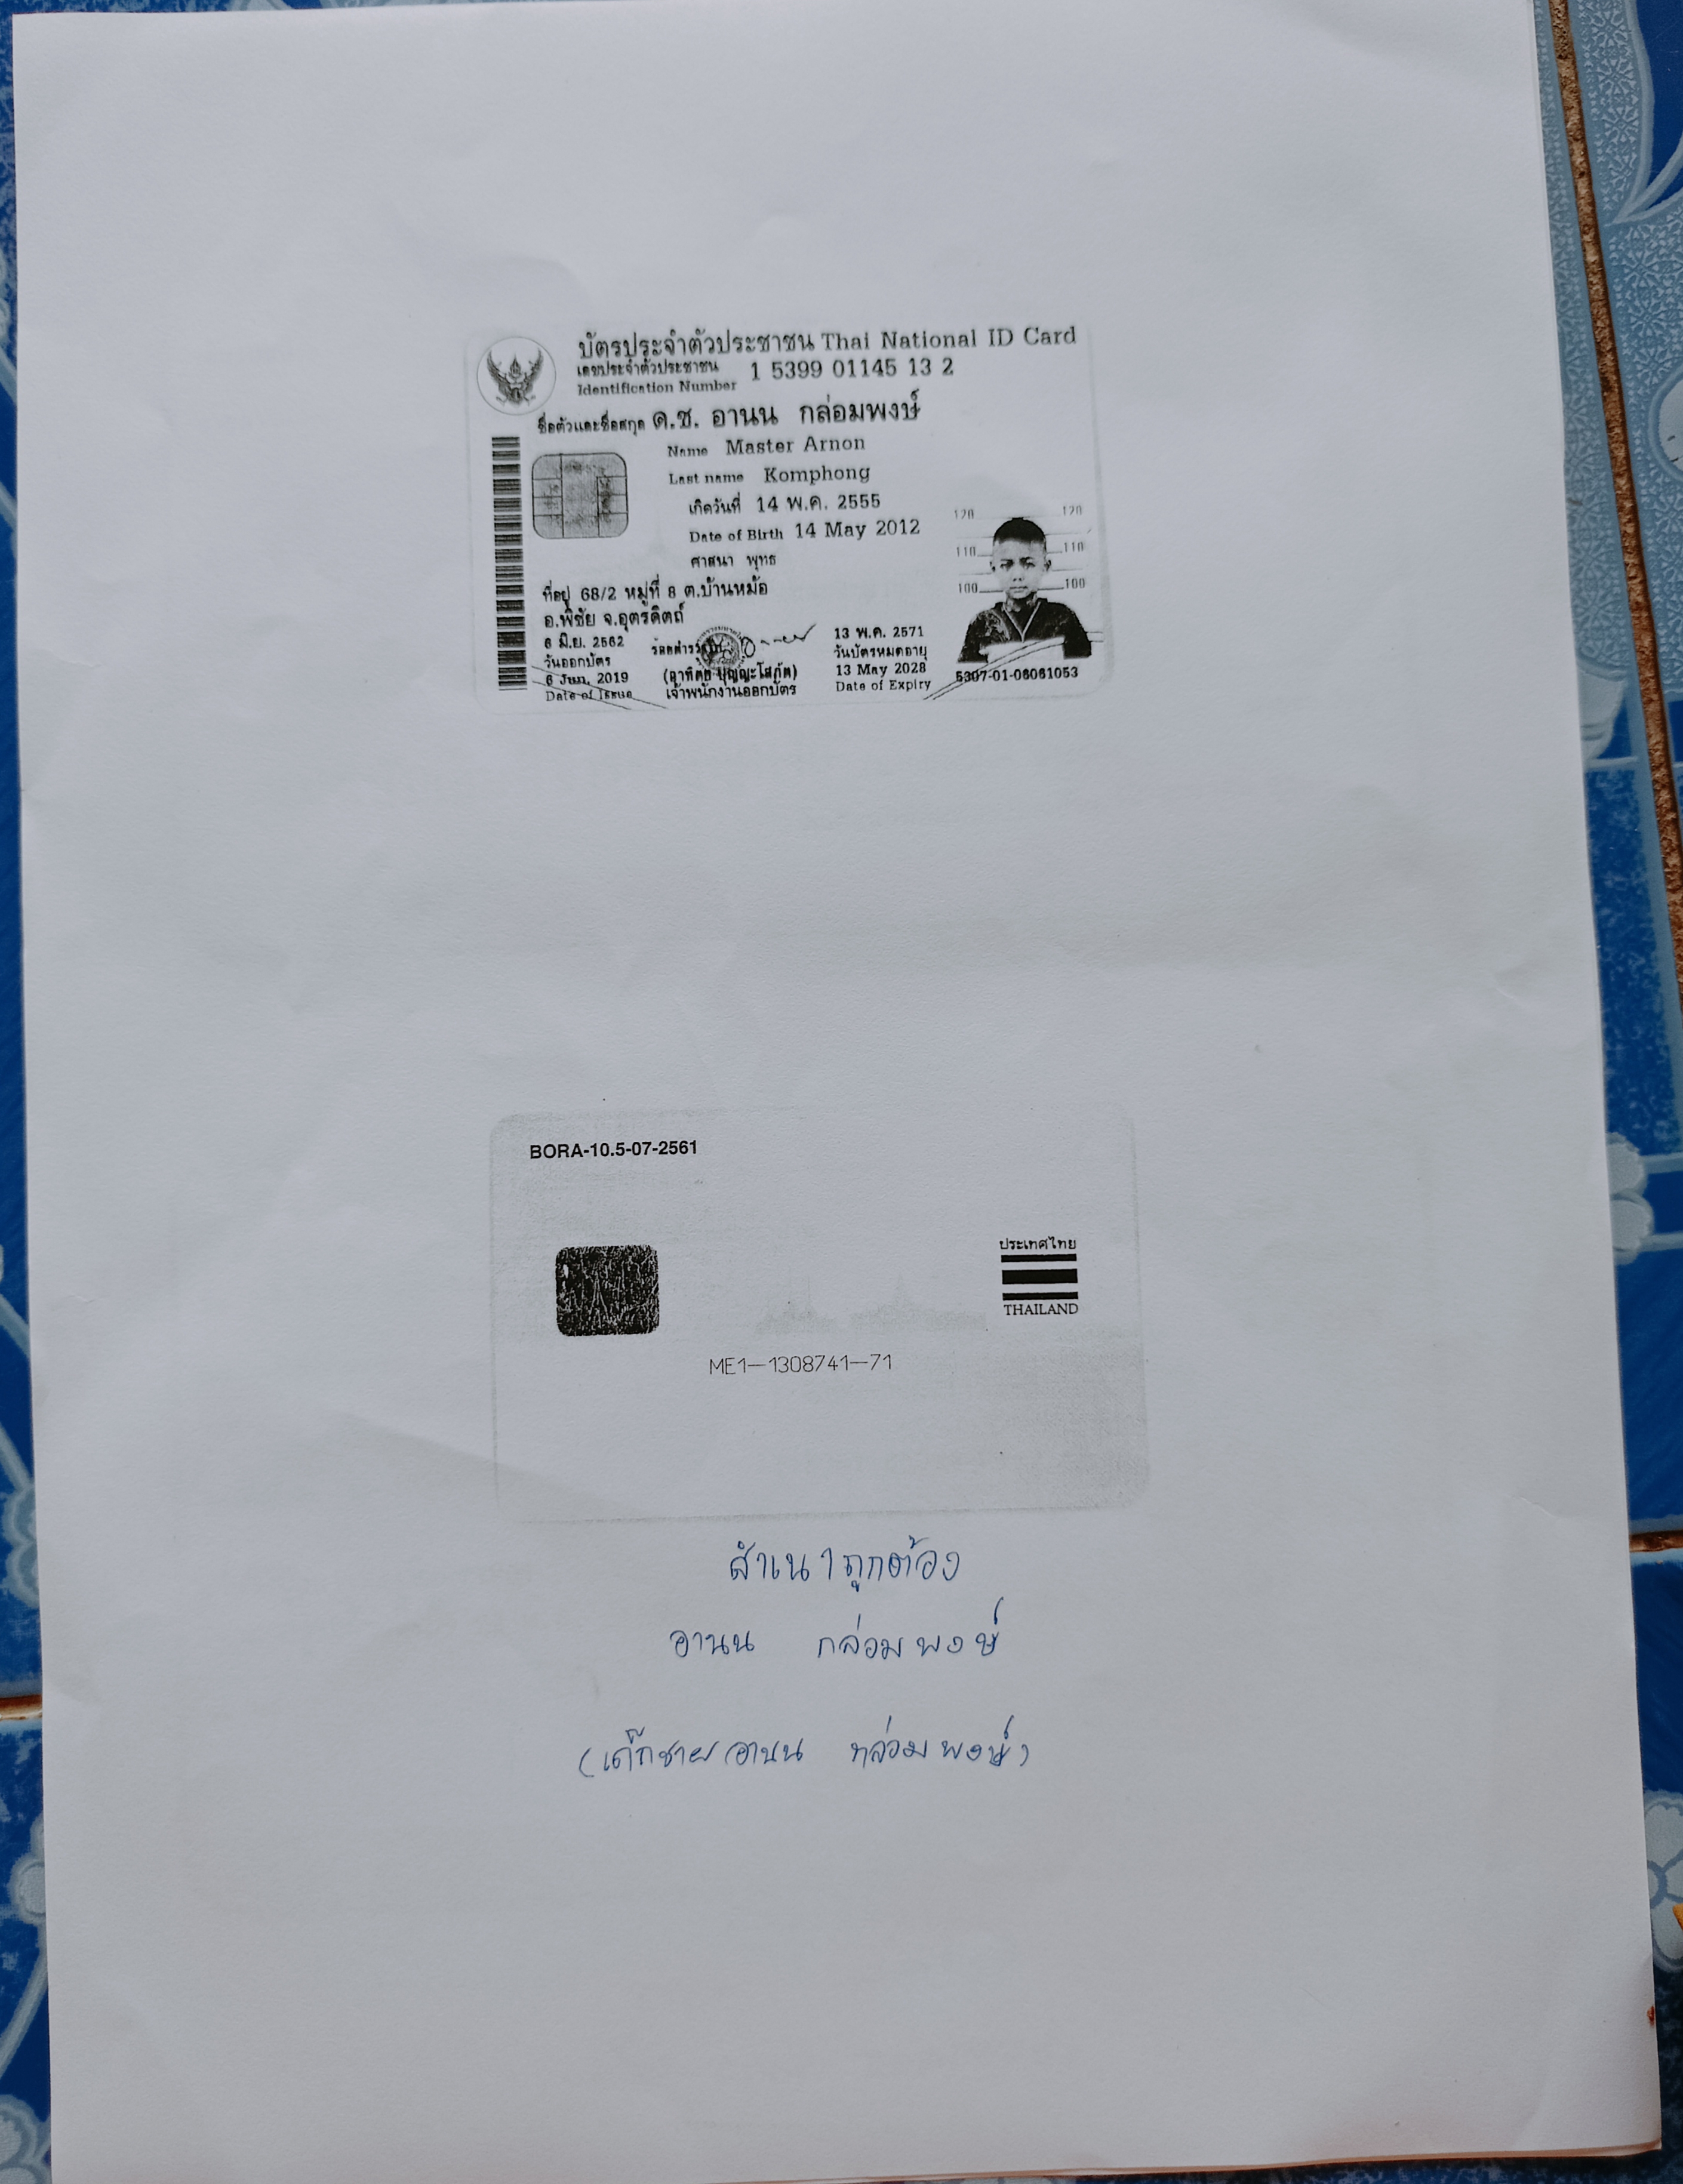 บัตรประจำตัวประชาชน Thai National ID Card
เลขประจำตัวประชาชน 1 5399 01145 13 2
Identification Number
ชื่อตัวและชื่อสกุล ด.ช. อานน กล่อมพงษ์
Name Master Arnon
Last name Komphong
เกิดวันที่ 14 พ.ค. 2555
Date of Birth 14 May 2012
ศาสนา พุทธ
ที่อยู่ 68/2 หมู่ที่ 8 ต.บ้านหม้อ
อ.พิชัย จ.อุตรดิตถ์
6 มิ.ย. 2562
วันออกบัตร
6 Jun. 2019
Date of Issue
เจ้าพนักงานออกบัตร
13 พ.ค. 2571
วันบัตรหมดอายุ
13 May 2028
Date of Expiry
120 120
110 110
100 100
5307-01-06061053
BORA-10.5-07-2561
ประเทศไทย
THAILAND
ME1-1308741-71
สำเนาถูกต้อง
อานน กล่อมพงษ์
(เด็กชายอานน กล่อมพงษ์)